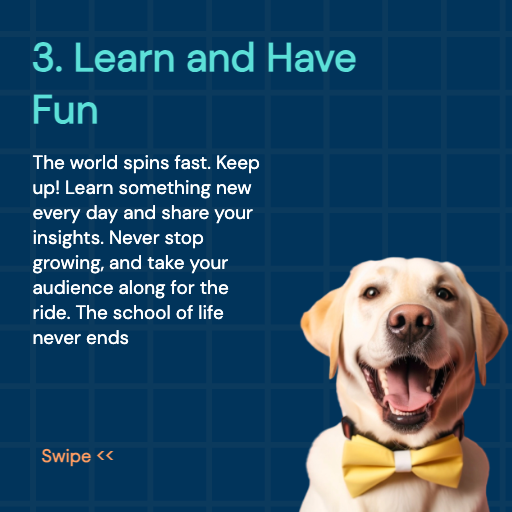 3. Learn and Have
Fun
The world spins fast. Keep
up! Learn something new
every day and share your
insights. Never stop
growing, and take your
audience along for the
ride. The school of life
never ends
Swipe <<